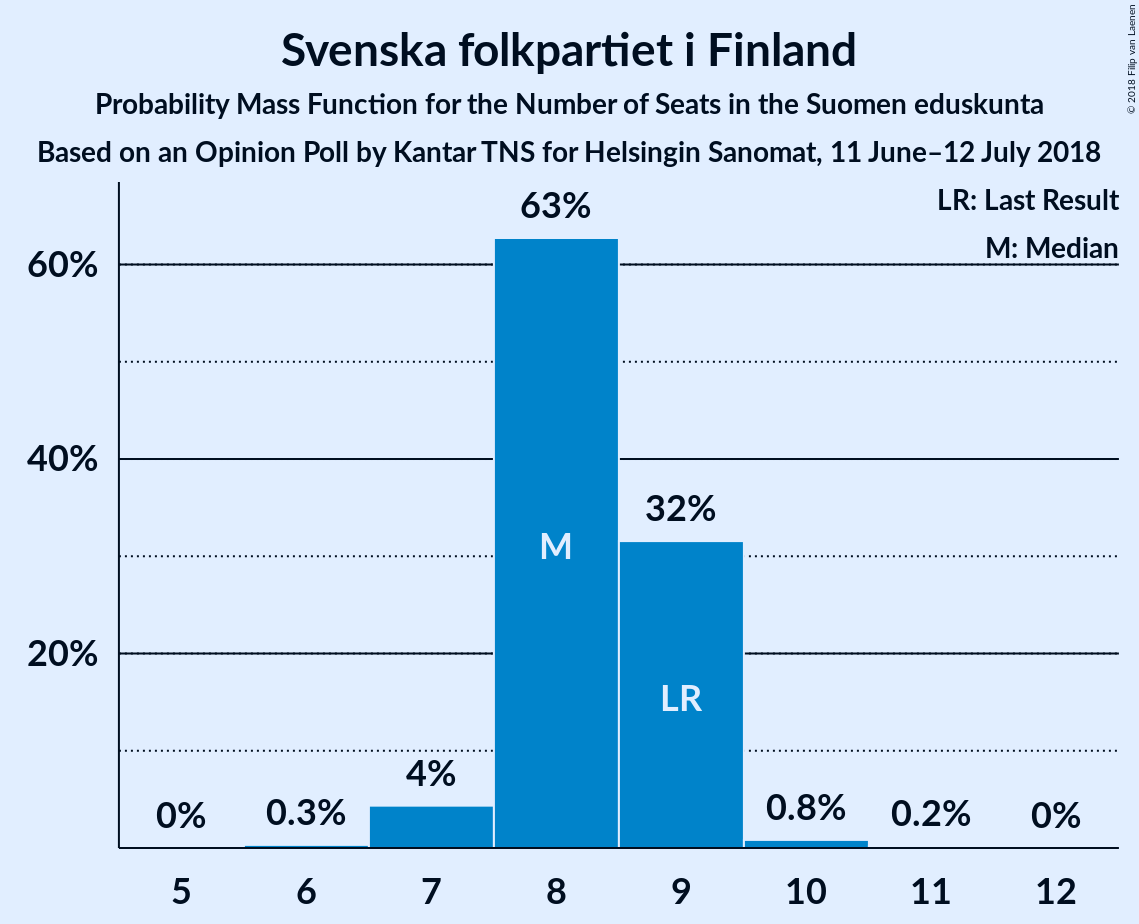 Svenska folkpartiet i Finland
Probability Mass Function for the Number of Seats in the Suomen eduskunta
Based on an Opinion Poll by Kantar TNS for Helsingin Sanomat, 11 June–12 July 2018
© 2018 Filip van Laenen
LR: Last Result
M: Median
60%
40%
20%
0%
0.3%
4%
63%
M
32%
LR
0.8%
0.2%
0%
5 6 7 8 9 10 11 12